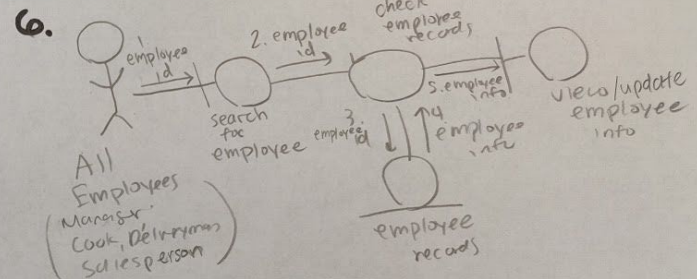 6.
1
employee
id
All
Employees
(Manager,
Cook, Deliveryman
Salesperson)
search
for
employee
2. employee
id
check
employee
records
3.
employee
id
4
employee
info
employee
records
5. employee
info
view/update
employee
info